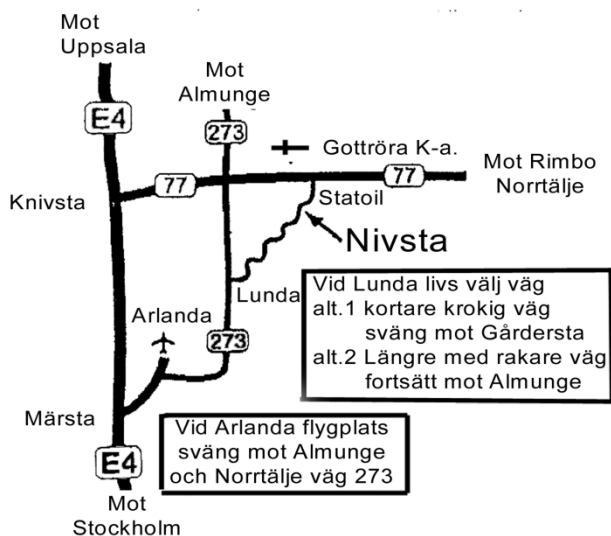 Mot
Uppsala
E4
Mot
Almunge
273
Gottröra K-a.
77
77
Mot Rimbo
Norrtälje
Knivsta
Statoil
Nivsta
Lunda
Vid Lunda livs välj väg
alt.1 kortare krokig väg
sväng mot Gårdersta
alt.2 Längre med rakare väg
fortsätt mot Almunge
Arlanda
273
Märsta
Vid Arlanda flygplats
sväng mot Almunge
och Norrtälje väg 273
E4
Mot
Stockholm